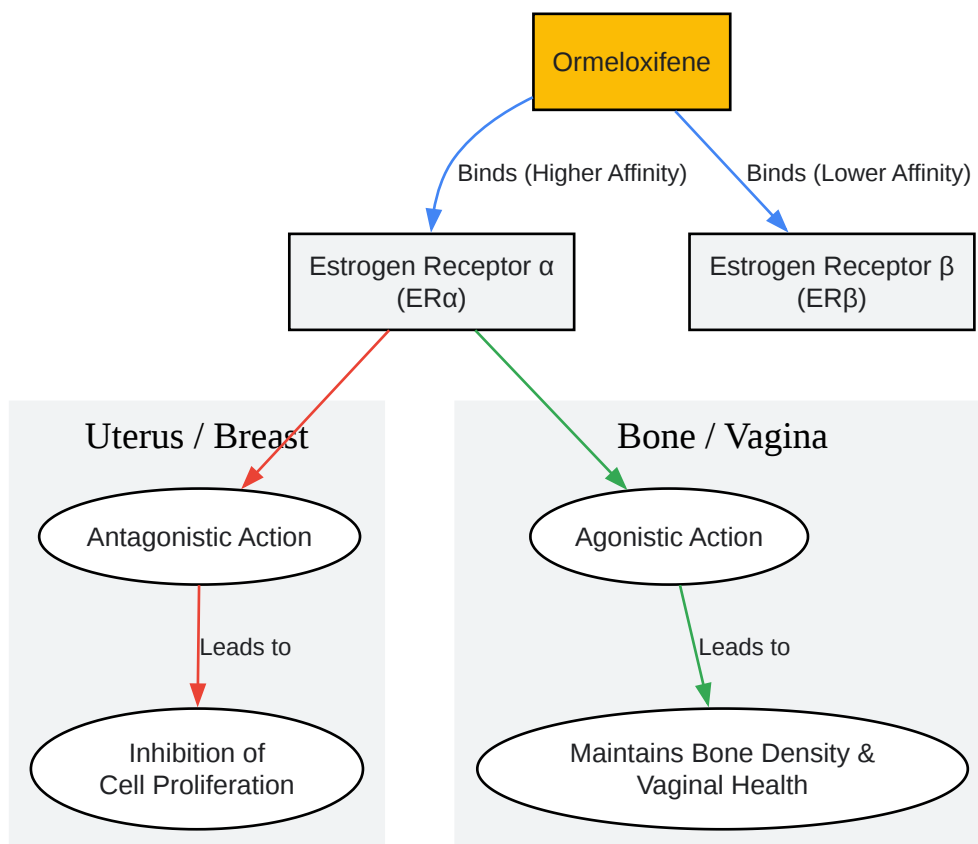 Ormeloxifene
Binds (Higher Affinity)
Binds (Lower Affinity)
Estrogen Receptor α
(ERα)
Estrogen Receptor β
(ERβ)
Uterus / Breast
Bone / Vagina
Antagonistic Action
Agonistic Action
Leads to
Leads to
Inhibition of
Cell Proliferation
Maintains Bone Density &
Vaginal Health